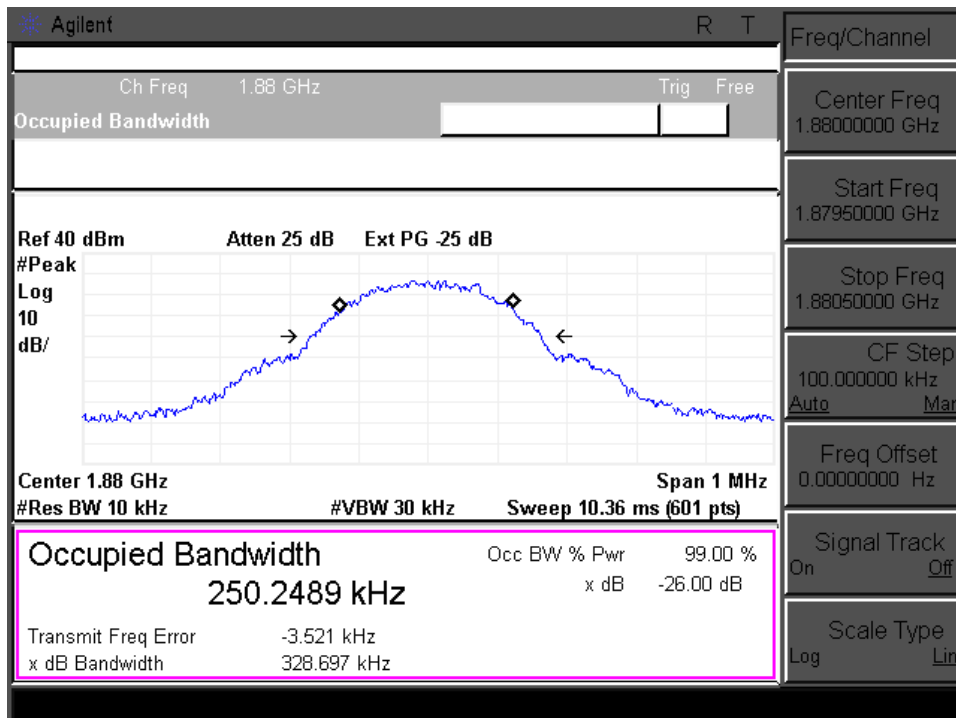 Agilent R T
Ch Freq 1.88 GHz Trig Free
Occupied Bandwidth
Ref 40 dBm Atten 25 dB Ext PG -25 dB
#Peak
Log
10
dB/
Center 1.88 GHz Span 1 MHz
#Res BW 10 kHz #VBW 30 kHz Sweep 10.36 ms (601 pts)
Occupied Bandwidth Occ BW % Pwr 99.00 %
250.2489 kHz x dB -26.00 dB
Transmit Freq Error -3.521 kHz
x dB Bandwidth 328.697 kHz
Freq/Channel
Center Freq
1.88000000 GHz
Start Freq
1.87950000 GHz
Stop Freq
1.88050000 GHz
CF Step
100.000000 kHz
Auto Man
Freq Offset
0.00000000 Hz
Signal Track
On Off
Scale Type
Log Lin